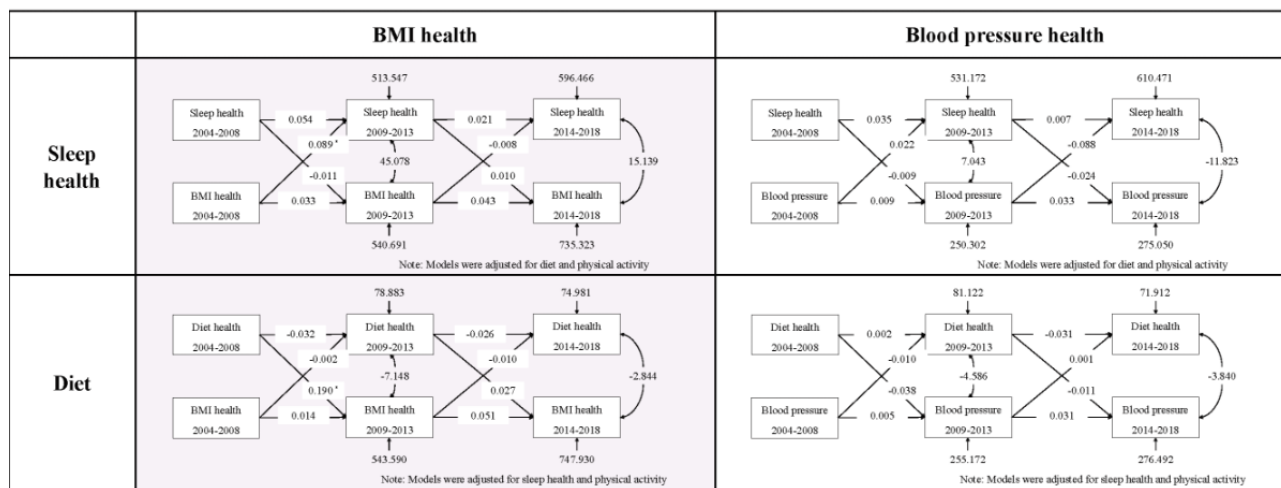 BMI health
Blood pressure health
Sleep
health
513.547
596.466
Sleep health
2004-2008
0.054
Sleep health
2009-2013
0.021
Sleep health
2014-2018
0.089*
-0.008
45.078
15.139
-0.011
0.010
BMI health
2004-2008
0.033
BMI health
2009-2013
0.043
BMI health
2014-2018
540.691
735.323
Note: Models were adjusted for diet and physical activity
531.172
610.471
Sleep health
2004-2008
0.035
Sleep health
2009-2013
0.007
Sleep health
2014-2018
0.022
-0.088
7.043
-11.823
-0.009
-0.024
Blood pressure
2004-2008
0.009
Blood pressure
2009-2013
0.033
Blood pressure
2014-2018
250.302
275.050
Note: Models were adjusted for diet and physical activity
Diet
78.883
74.981
Diet health
2004-2008
-0.032
Diet health
2009-2013
-0.026
Diet health
2014-2018
-0.002
-0.010
-7.148
-2.844
0.190*
0.027
BMI health
2004-2008
0.014
BMI health
2009-2013
0.051
BMI health
2014-2018
543.590
747.930
Note: Models were adjusted for sleep health and physical activity
81.122
71.912
Diet health
2004-2008
0.002
Diet health
2009-2013
-0.031
Diet health
2014-2018
-0.010
0.001
-4.586
-3.840
-0.038
-0.011
Blood pressure
2004-2008
0.005
Blood pressure
2009-2013
0.031
Blood pressure
2014-2018
255.172
276.492
Note: Models were adjusted for sleep health and physical activity